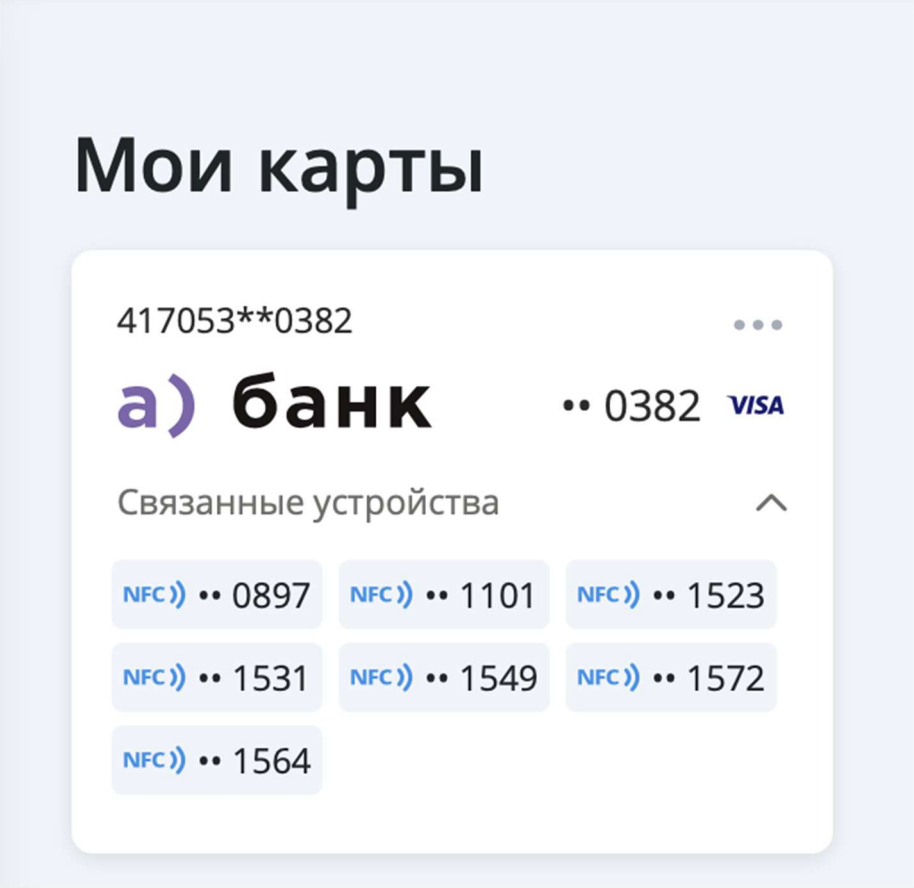 Мои карты
417053**0382 •••
а) банк •• 0382 VISA
Связанные устройства
NFC •• 0897 NFC •• 1101 NFC •• 1523
NFC •• 1531 NFC •• 1549 NFC •• 1572
NFC •• 1564